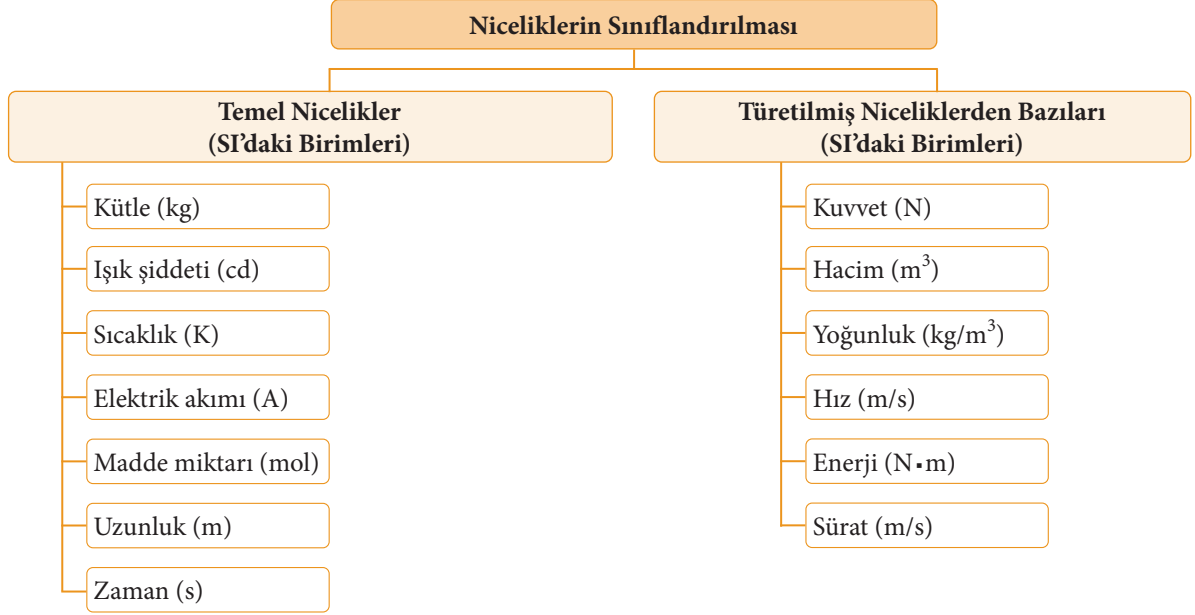 Niceliklerin Sınıflandırılması
Temel Nicelikler
(SI’daki Birimleri)
Kütle (kg)
Işık şiddeti (cd)
Sıcaklık (K)
Elektrik akımı (A)
Madde miktarı (mol)
Uzunluk (m)
Zaman (s)
Türetilmiş Niceliklerden Bazıları
(SI’daki Birimleri)
Kuvvet (N)
Hacim (m³)
Yoğunluk (kg/m³)
Hız (m/s)
Enerji (N▪m)
Sürat (m/s)